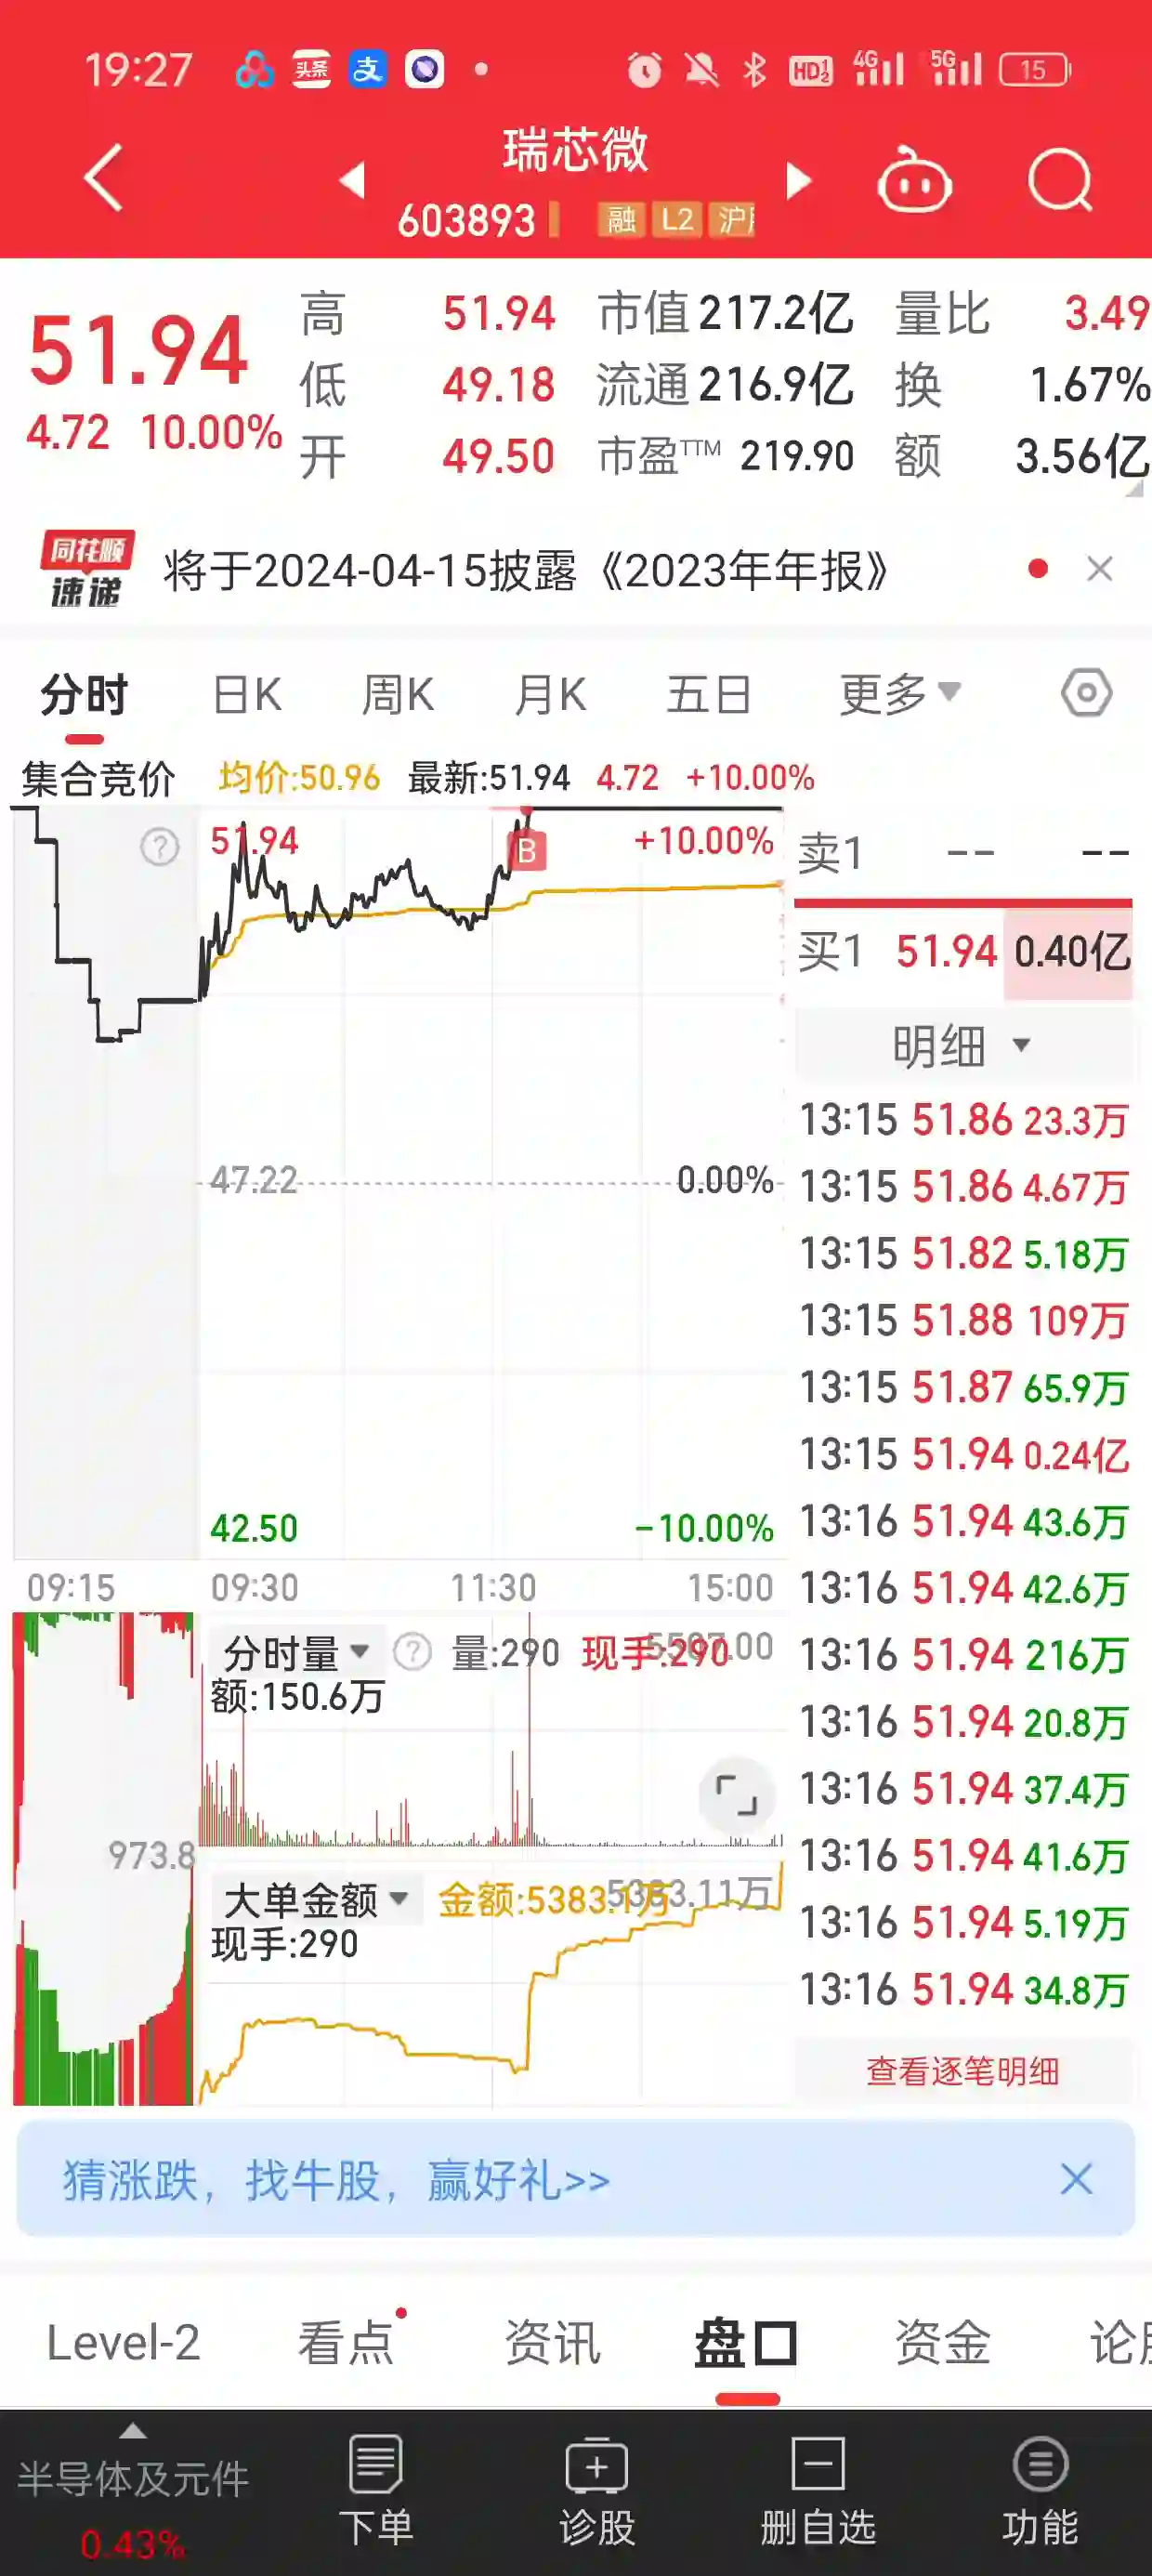 19:27 头条 支 HD 1 2 4G 5G 15
瑞芯微
603893 融 L2
51.94
4.72 10.00%
高 51.94 市值 217.2亿 量比 3.49
低 49.18 流通 216.9亿 换 1.67%
开 49.50 市盈TTM 219.90 额 3.56亿
同花顺
速递
将于2024-04-15披露《2023年年报》
分时 日K 周K 月K 五日 更多
集合竞价 均价:50.96 最新:51.94 4.72 +10.00%
51.94 B +10.00%
47.22 0.00%
42.50 -10.00%
09:15 09:30 11:30 15:00
卖1 -- --
买1 51.94 0.40亿
明细
13:15 51.86 23.3万
13:15 51.86 4.67万
13:15 51.82 5.18万
13:15 51.88 109万
13:15 51.87 65.9万
13:15 51.94 0.24亿
13:16 51.94 43.6万
13:16 51.94 42.6万
13:16 51.94 216万
13:16 51.94 20.8万
13:16 51.94 37.4万
13:16 51.94 41.6万
13:16 51.94 5.19万
13:16 51.94 34.8万
查看逐笔明细
分时量 ? 量:290 现手:290
额:150.6万
973.8
大单金额 金额:5383.1万 5383.11万
现手:290
猜涨跌，找牛股，赢好礼>>
Level-2 看点 资讯 盘口 资金
半导体及元件
0.43%
下单 诊股 删自选 功能